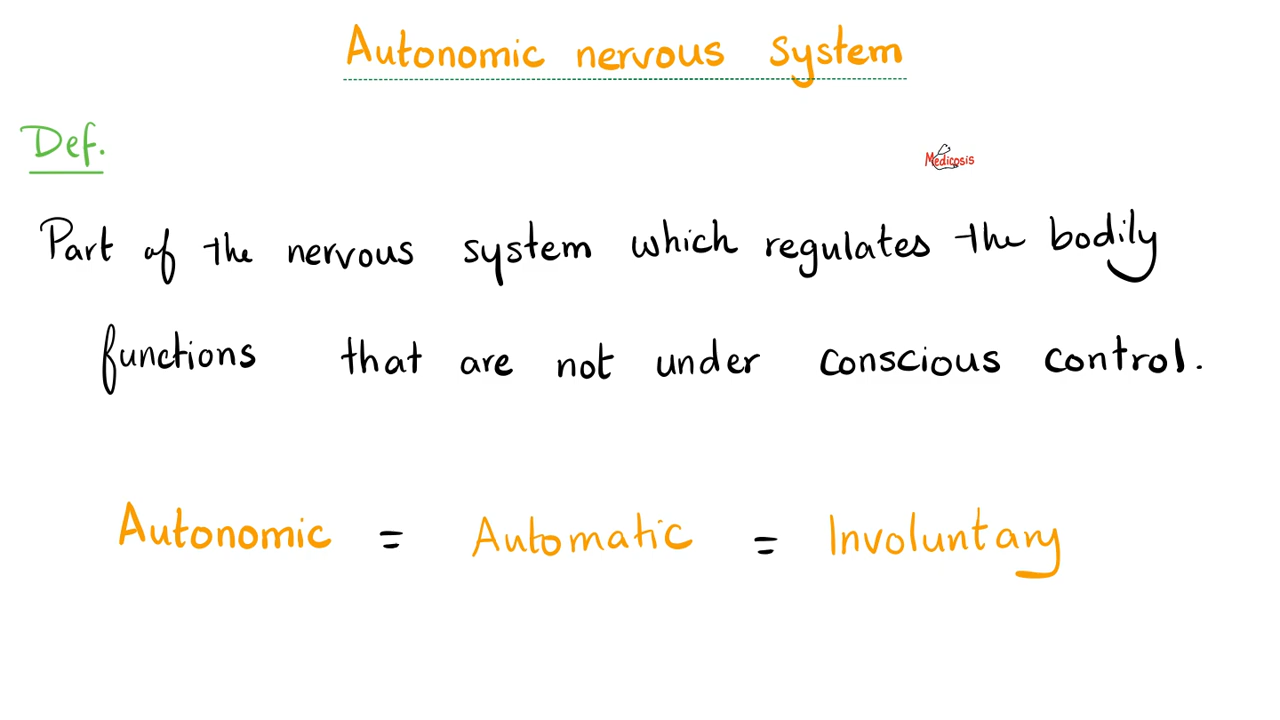 Autonomic nervous system
Def.
Medicosis
Part of the nervous system which regulates the bodily
functions that are not under conscious control.
Autonomic = Automatic = Involuntary